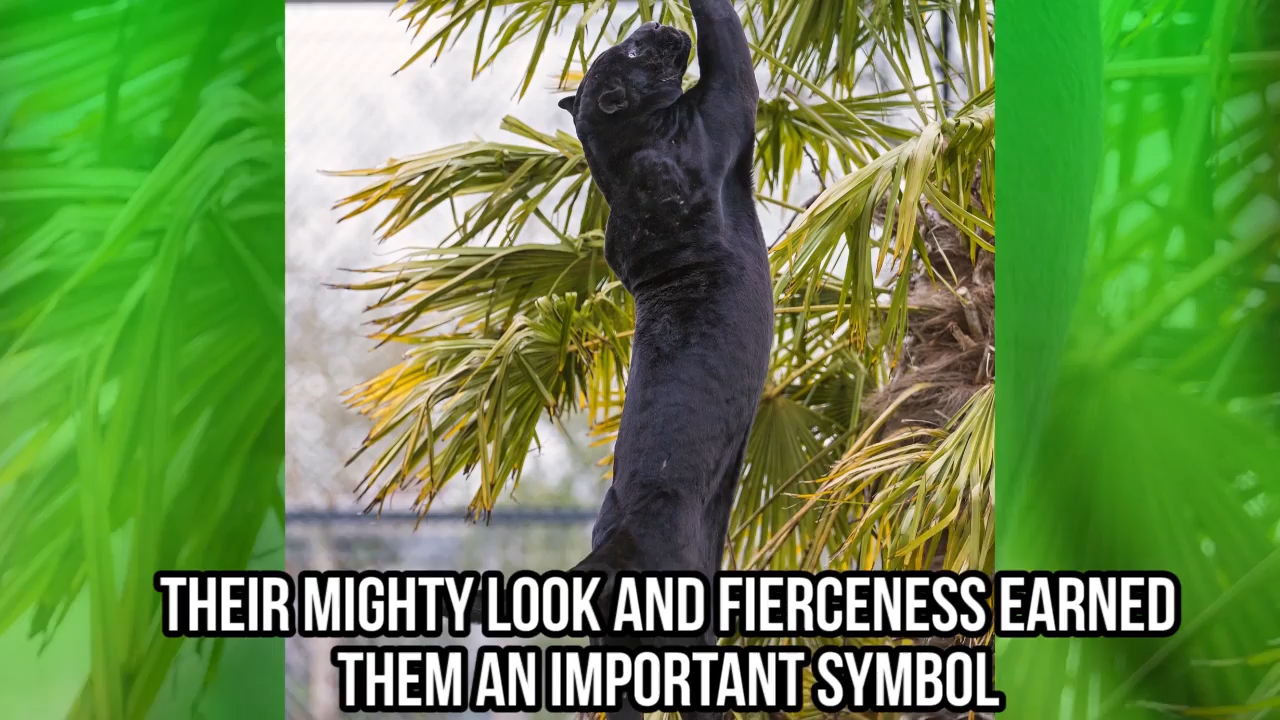 THEIR MIGHTY LOOK AND FIERCENESS EARNED
THEM AN IMPORTANT SYMBOL